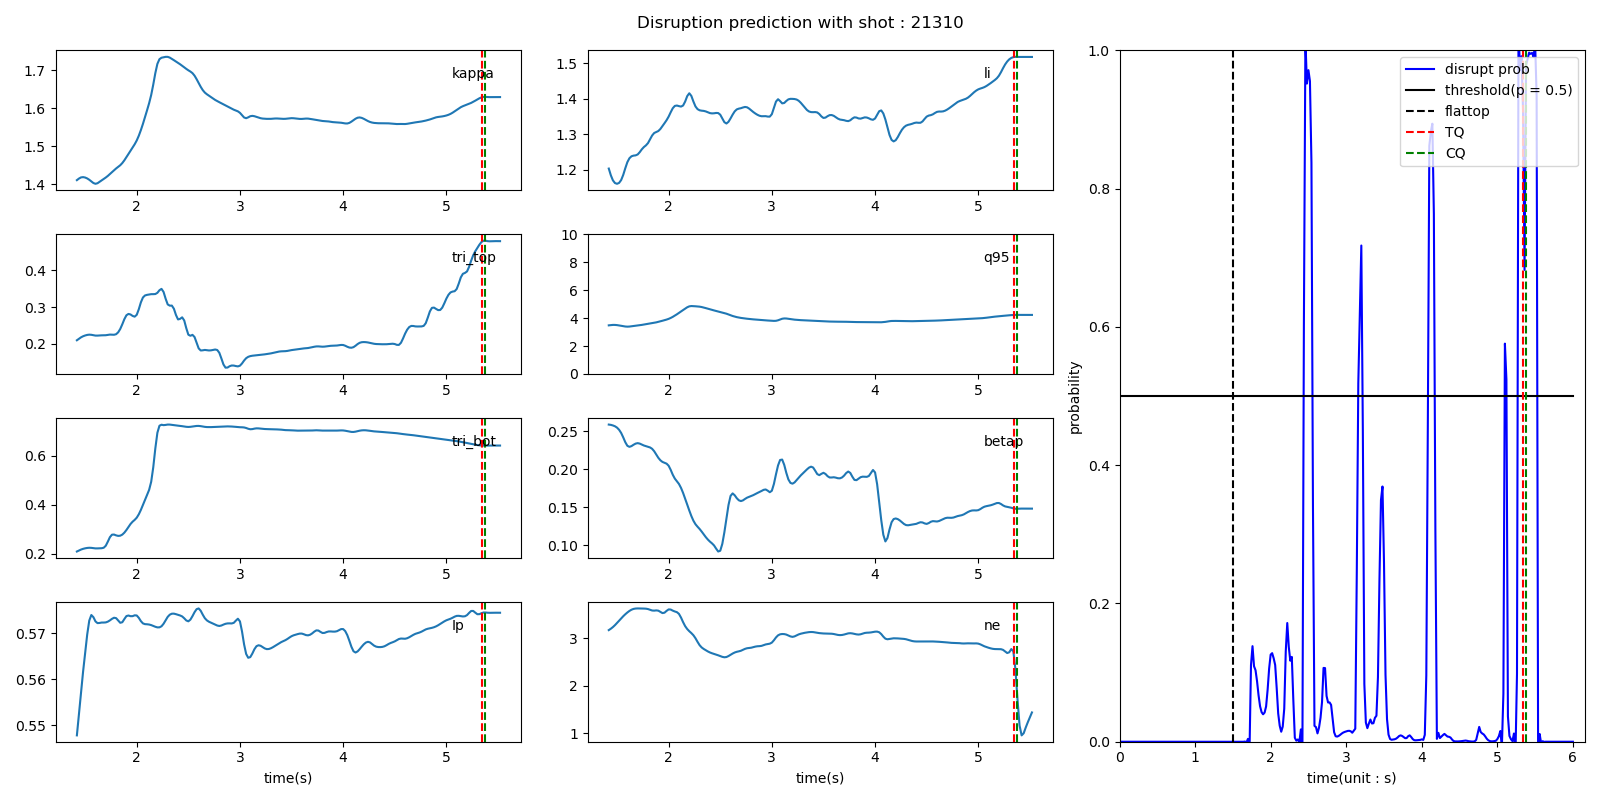 Disruption prediction with shot : 21310
kappa
1.7
1.6
1.5
1.4
2 3 4 5
li
1.5
1.4
1.3
1.2
2 3 4 5
tri_top
0.4
0.3
0.2
2 3 4 5
q95
10
8
6
4
2
0
2 3 4 5
tri_bot
0.6
0.4
0.2
2 3 4 5
betap
0.25
0.20
0.15
0.10
2 3 4 5
Ip
0.57
0.56
0.55
2 3 4 5
time(s)
ne
3
2
1
2 3 4 5
time(s)
disrupt prob
threshold(p = 0.5)
flattop
TQ
CQ
probability
1.0
0.8
0.6
0.4
0.2
0.0
0 1 2 3 4 5 6
time(unit : s)